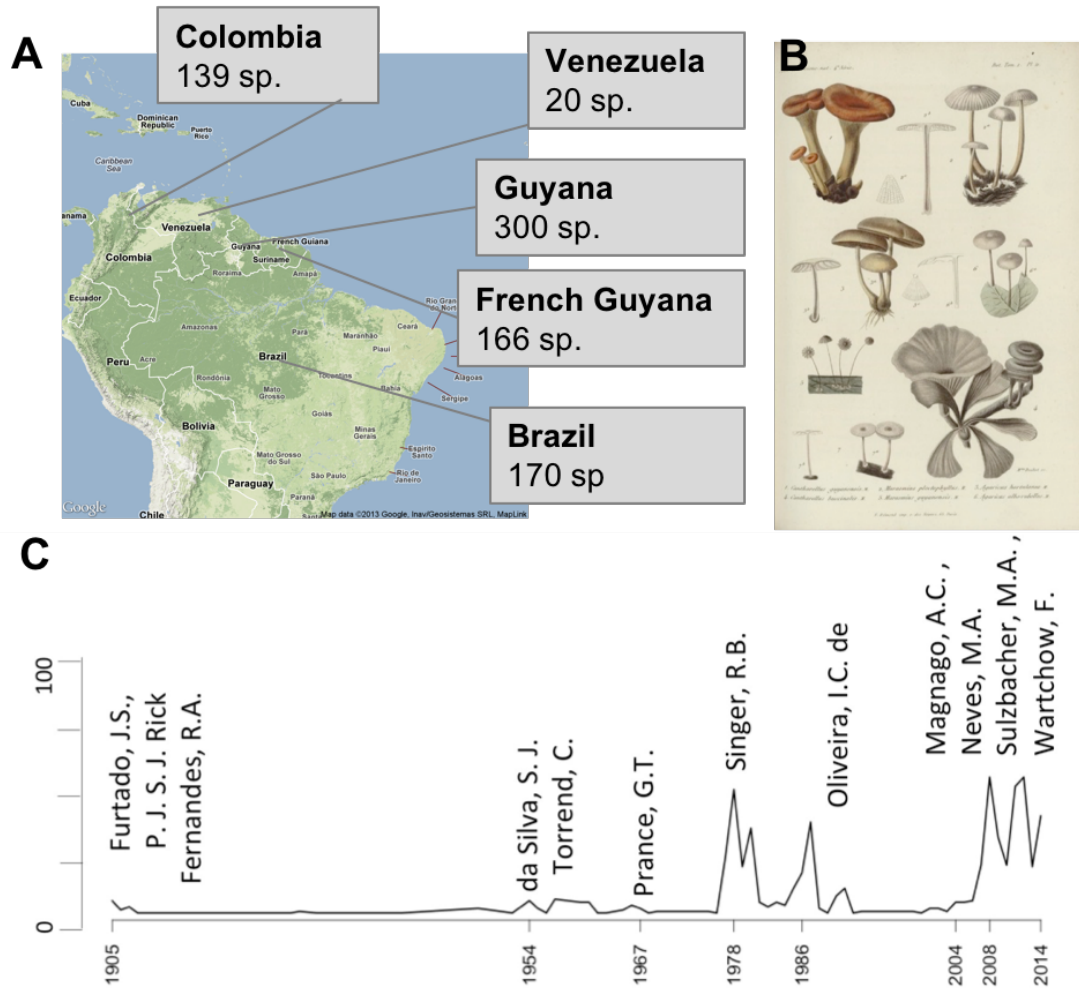 A
Colombia
139 sp.
Venezuela
20 sp.
Guyana
300 sp.
French Guyana
166 sp.
Brazil
170 sp
Cuba
Dominican
Republic
Puerto
Rico
Caribbean
Sea
anama
Venezuela
Colombia
Guyana
French Guiana
Suriname
Roraima
Amapá
Ecuador
Rio Gran
do Nort
Amazonas
Pará
Maranhão
Ceará
Piauí
Peru
Acre
Brazil
Tocantins
Alagoas
Rondônia
Mato
Grosso
Bahia
Sergipe
Goiás
Bolivia
Minas
Gerais
Espírito
Santo
Mato Grosso
do Sul
São Paulo
Rio de
Janeiro
Paraguay
Paraná
Chile
Google
Map data ©2013 Google, Inav/Geosistemas SRL, MapLink
B
C
100
0
Furtado, J.S.,
P. J. S. J. Rick
Fernandes, R.A.
da Silva, S. J.
Torrend, C.
Prance, G.T.
Singer, R.B.
Oliveira, I.C. de
Magnago, A.C. ,
Neves, M.A.
Sulzbacher, M.A. ,
Wartchow, F.
1905
1954
1967
1978
1986
2004
2008
2014